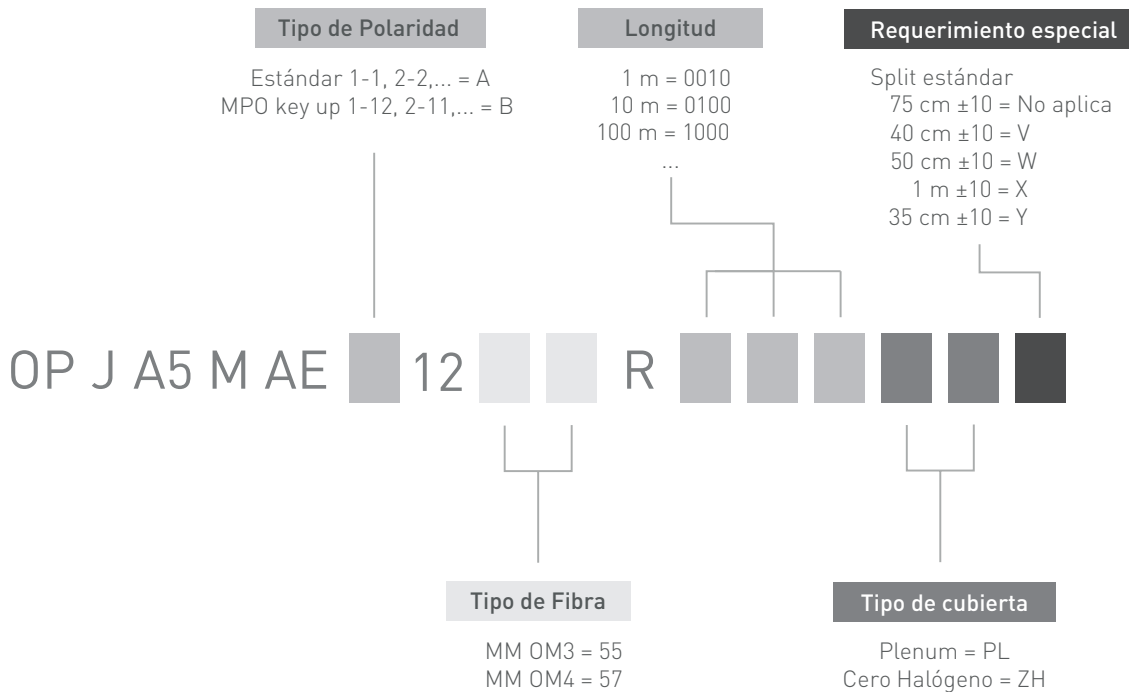 Tipo de Polaridad
Estándar 1-1, 2-2,... = A
MPO key up 1-12, 2-11,... = B
Longitud
1 m = 0010
10 m = 0100
100 m = 1000
...
Requerimiento especial
Split estándar
75 cm ±10 = No aplica
40 cm ±10 = V
50 cm ±10 = W
1 m ±10 = X
35 cm ±10 = Y
OP J A5 M AE 12 R
Tipo de Fibra
MM OM3 = 55
MM OM4 = 57
Tipo de cubierta
Plenum = PL
Cero Halógeno = ZH